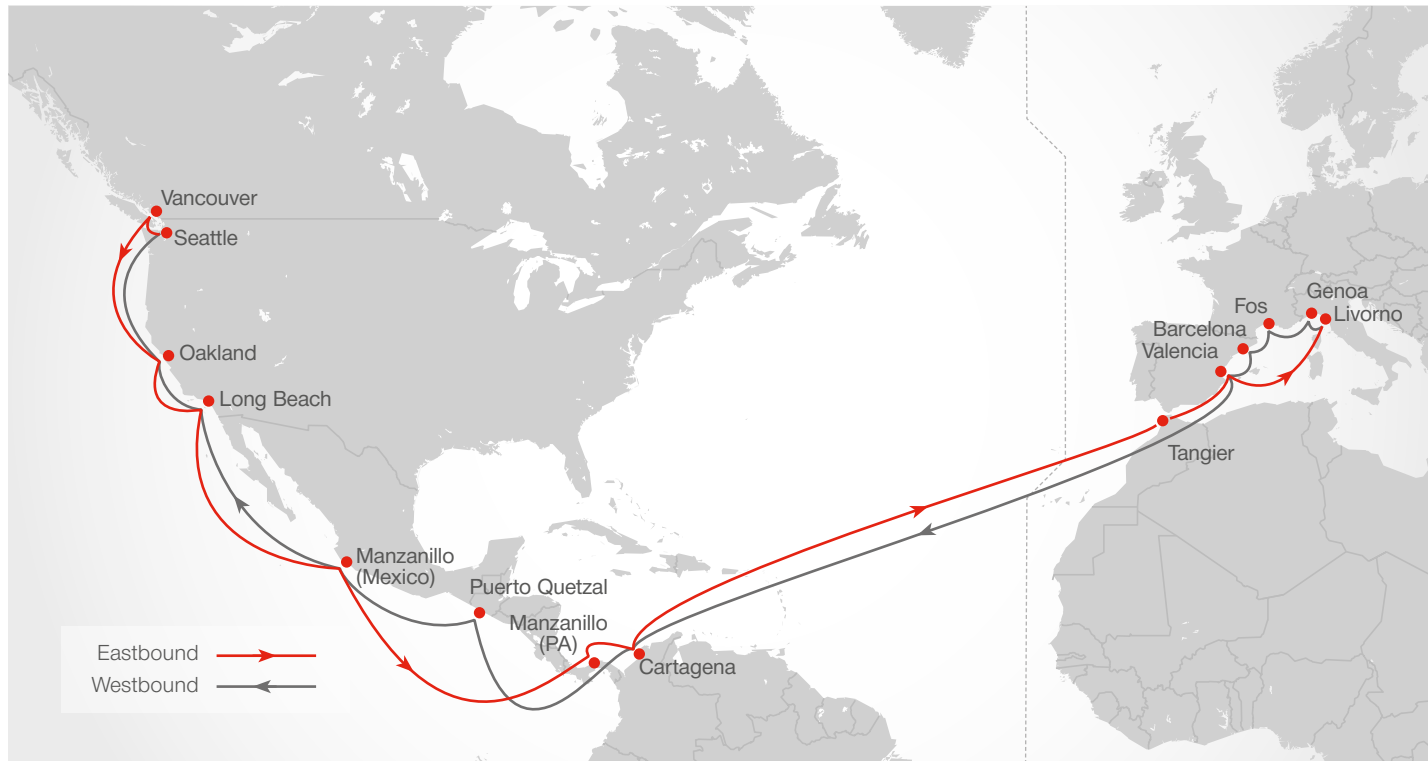 Vancouver
Seattle
Oakland
Long Beach
Manzanillo
(Mexico)
Puerto Quetzal
Manzanillo
(PA)
Cartagena
Genoa
Fos
Livorno
Barcelona
Valencia
Tangier
Eastbound
Westbound